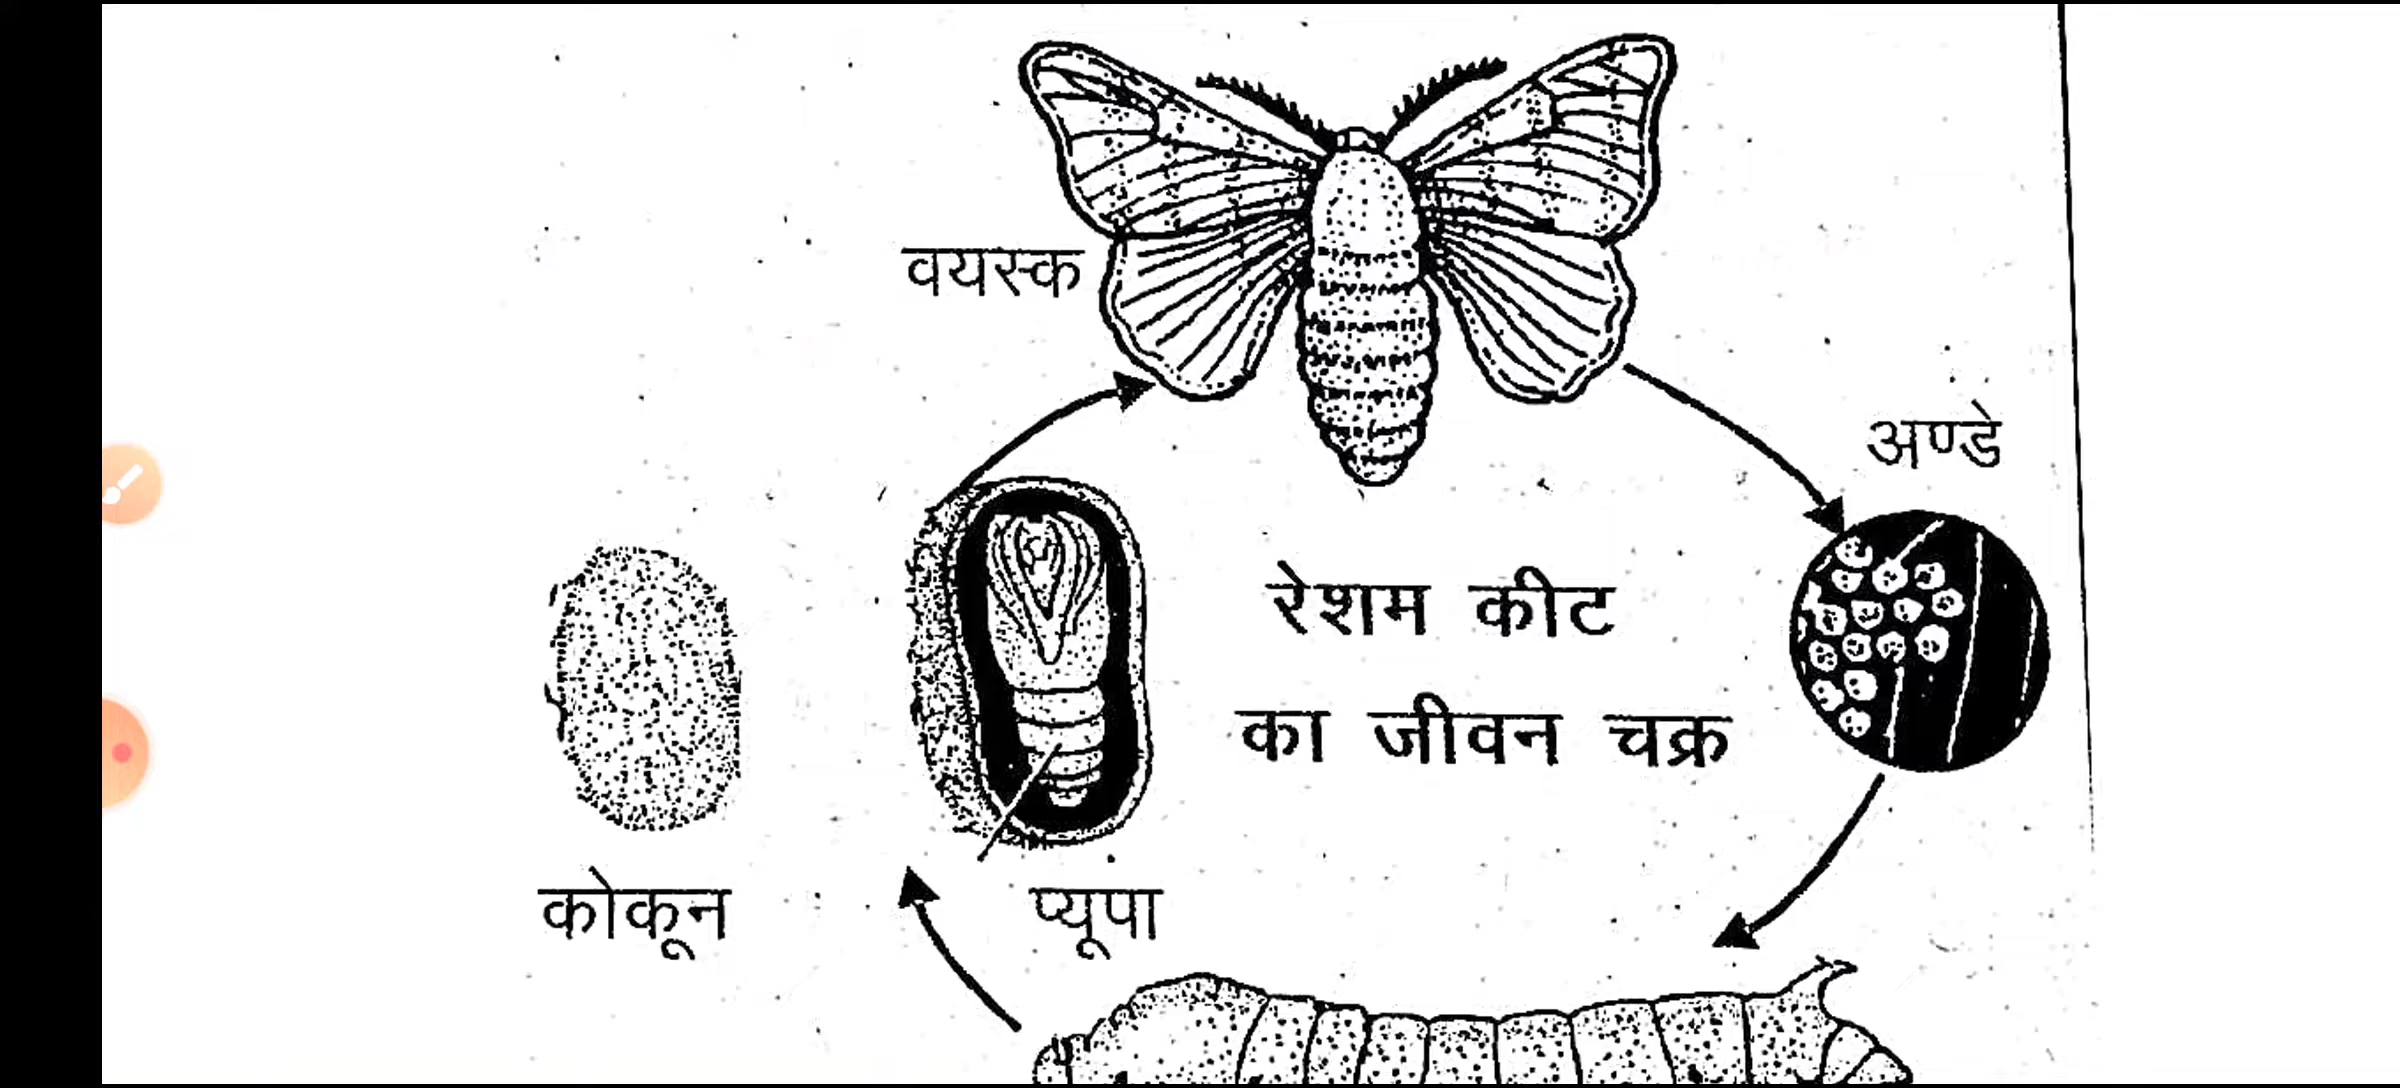 वयस्क
अण्डे
रेशम कीट
का जीवन चक्र
कोकून
प्यूपा